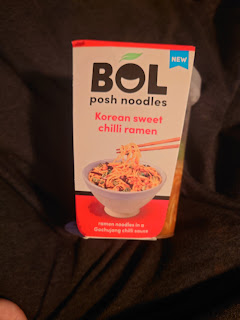 NEW
BOL
posh noodles
Korean sweet
chilli ramen
ramen noodles in a
Gochujang chilli sauce